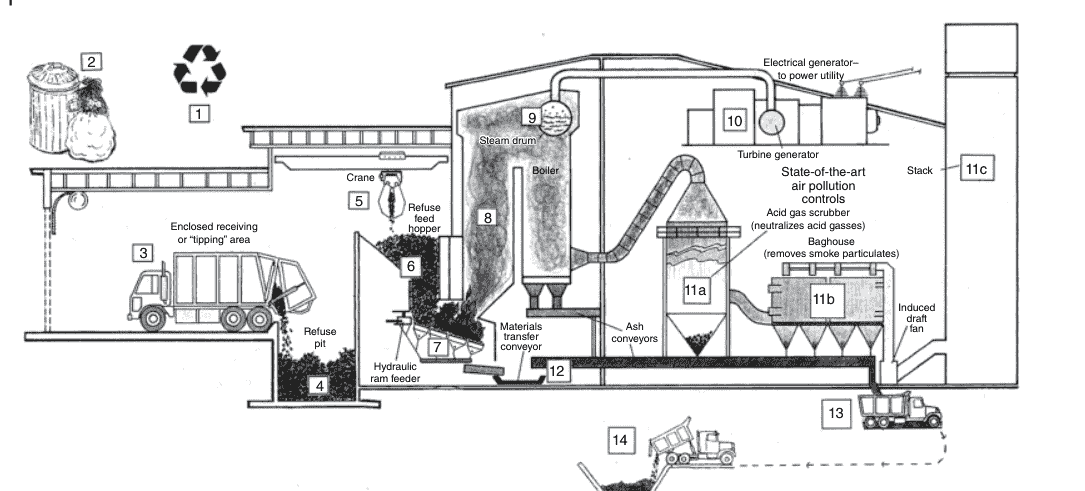 2
1
Electrical generator–
to power utility
9
10
Steam drum
Turbine generator
Crane
Boiler
State-of-the-art
air pollution
controls
Stack
11c
5
Refuse
feed
hopper
8
Acid gas scrubber
(neutralizes acid gasses)
Enclosed receiving
or “tipping” area
Baghouse
(removes smoke particulates)
3
6
11a
11b
Induced
draft
fan
Refuse
pit
Materials
transfer
conveyor
Ash
conveyors
7
Hydraulic
ram feeder
12
4
13
14